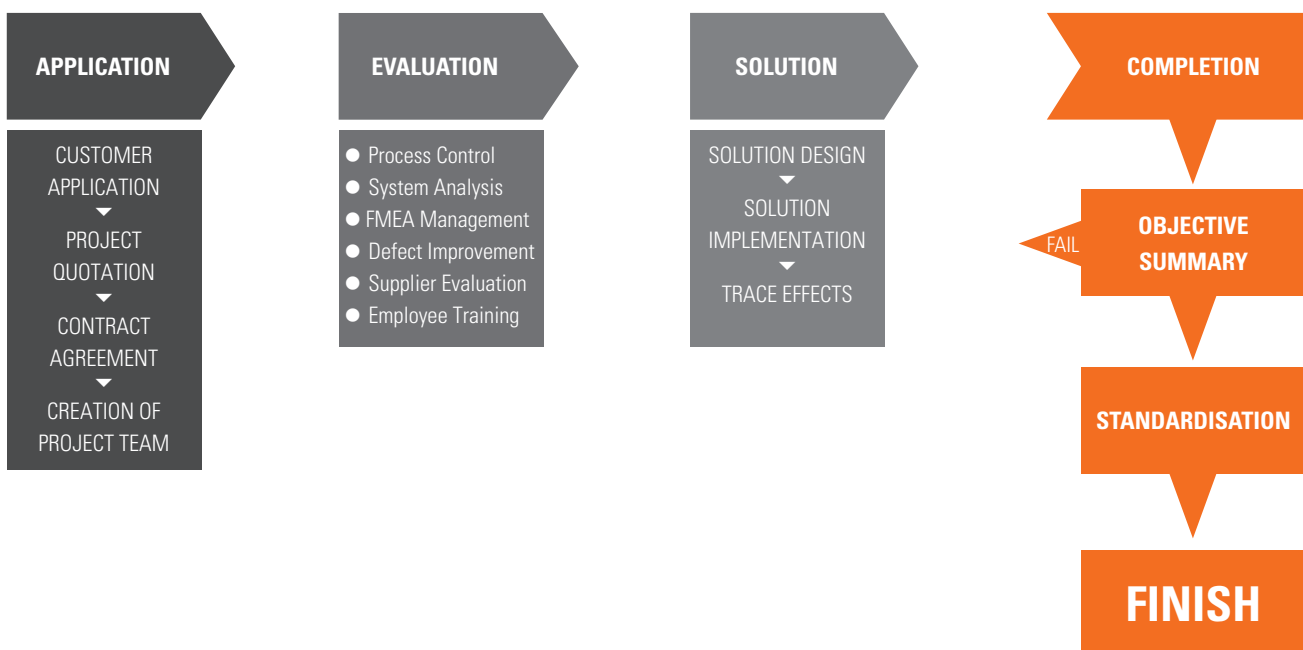 APPLICATION
CUSTOMER
APPLICATION
PROJECT
QUOTATION
CONTRACT
AGREEMENT
CREATION OF
PROJECT TEAM
EVALUATION
Process Control
System Analysis
FMEA Management
Defect Improvement
Supplier Evaluation
Employee Training
SOLUTION
SOLUTION DESIGN
SOLUTION
IMPLEMENTATION
TRACE EFFECTS
COMPLETION
OBJECTIVE
SUMMARY
FAIL
STANDARDISATION
FINISH